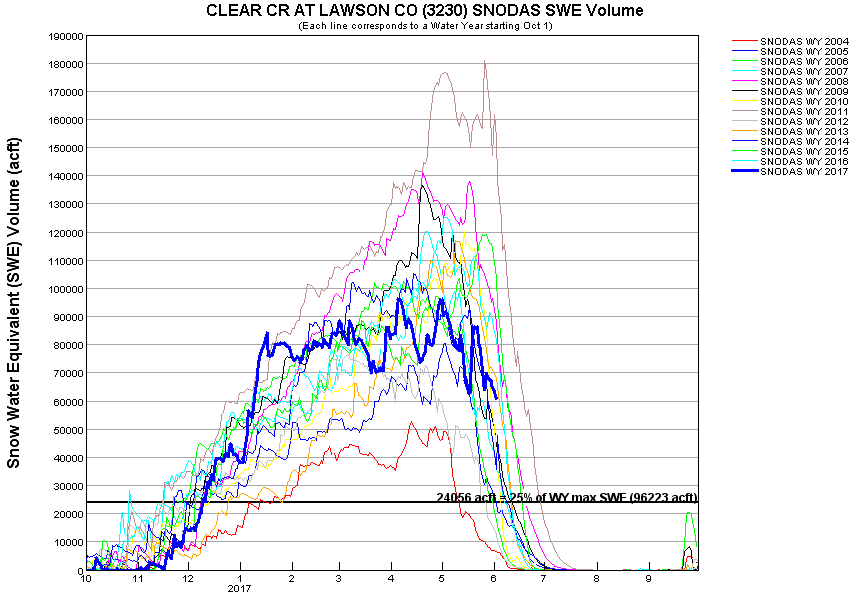 CLEAR CR AT LAWSON CO (3230) SNODAS SWE Volume
(Each line corresponds to a Water Year starting Oct 1)
Snow Water Equivalent (SWE) Volume (acft)
190000
180000
170000
160000
150000
140000
130000
120000
110000
100000
90000
80000
70000
60000
50000
40000
30000
20000
10000
0
24056 acft = 25% of WY max SWE (96223 acft)
10 11 12 1 2 3 4 5 6 7 8 9
2017
SNODAS WY 2004
SNODAS WY 2005
SNODAS WY 2006
SNODAS WY 2007
SNODAS WY 2008
SNODAS WY 2009
SNODAS WY 2010
SNODAS WY 2011
SNODAS WY 2012
SNODAS WY 2013
SNODAS WY 2014
SNODAS WY 2015
SNODAS WY 2016
SNODAS WY 2017